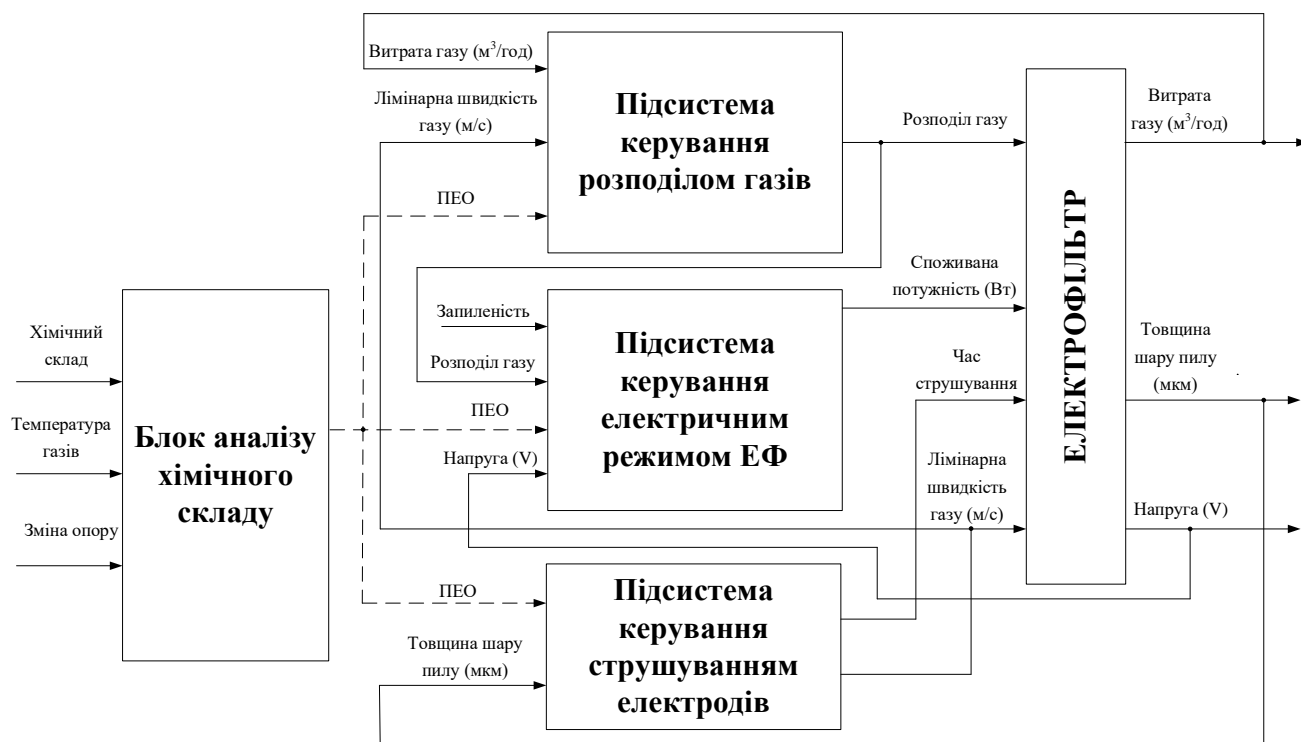 Витрата газу (м³/год)
Лімінарна швидкість
газу (м/с)
ПЕО
Підсистема
керування
розподілом газів
Розподіл газу
Витрата
газу (м³/год)
Хімічний
склад
Температура
газів
Зміна опору
Блок аналізу
хімічного
складу
Запиленість
Розподіл газу
ПЕО
Напруга (V)
Підсистема
керування
електричним
режимом ЕФ
Споживана
потужність (Вт)
Час
струшування
Лімінарна
швидкість
газу (м/с)
ЕЛЕКТРОФІЛЬТР
Товщина
шару пилу
(мкм)
Напруга (V)
ПЕО
Товщина шару
пилу (мкм)
Підсистема
керування
струшуванням
електродів